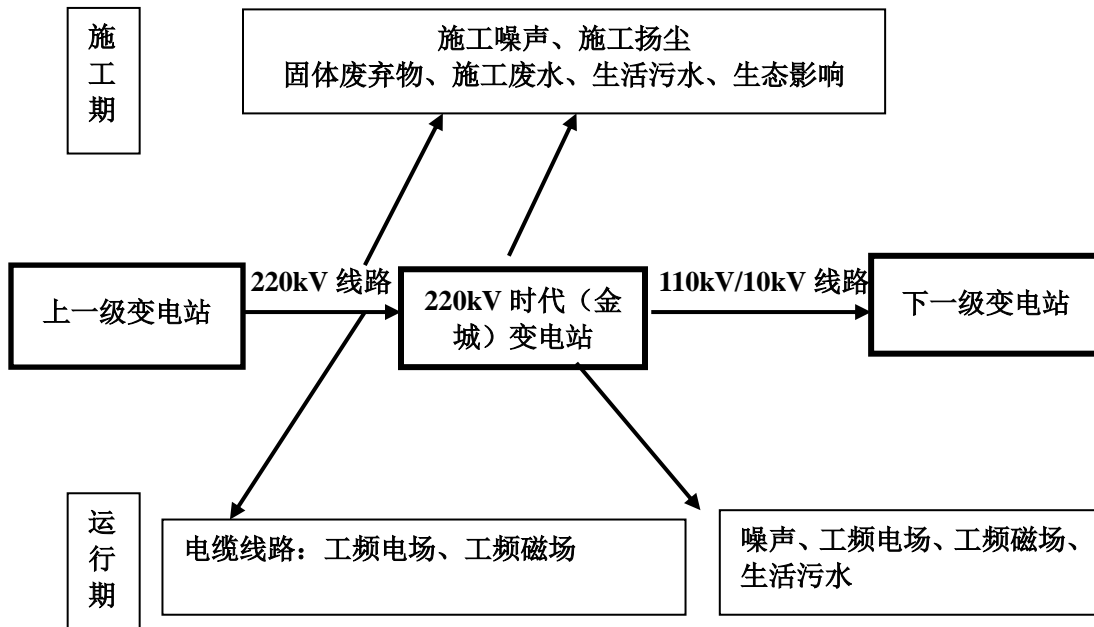 施
工
期
施工噪声、施工扬尘
固体废弃物、施工废水、生活污水、生态影响
上一级变电站
220kV 线路
220kV 时代（金
城）变电站
110kV/10kV 线路
下一级变电站
运
行
期
电缆线路：工频电场、工频磁场
噪声、工频电场、工频磁场、
生活污水